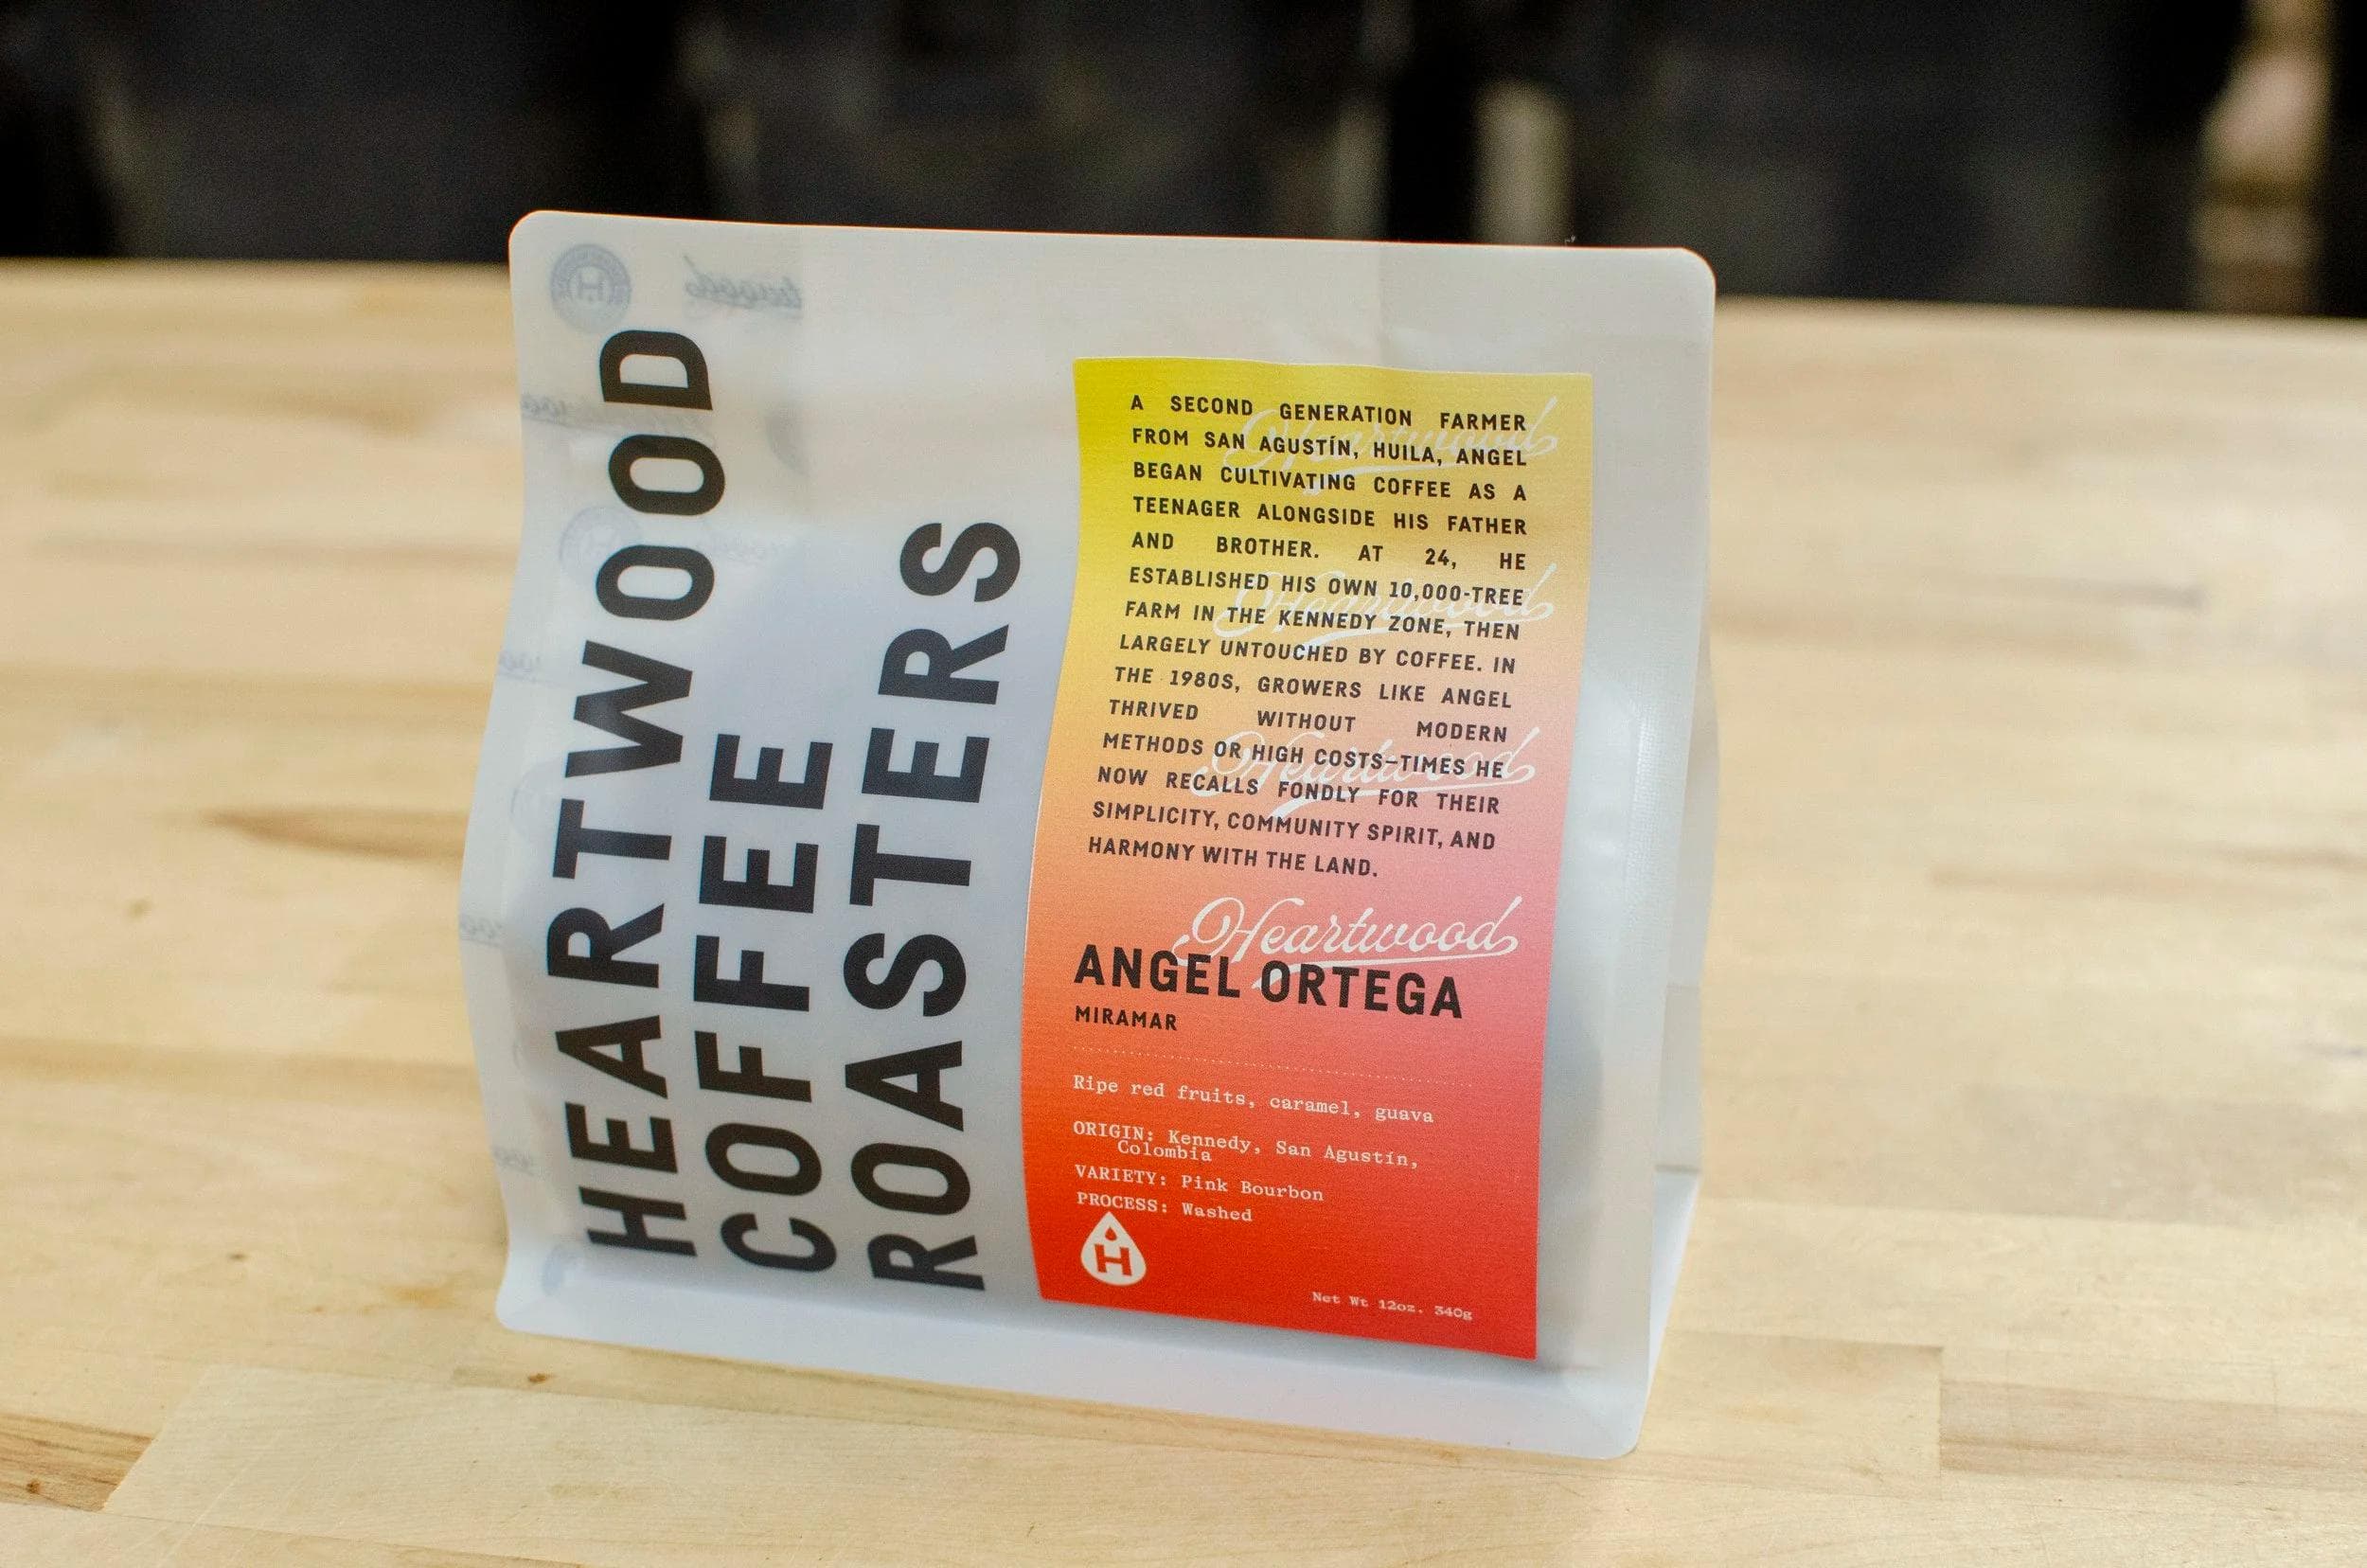 HEARTWOOD
COFFEE
ROASTERS
A SECOND GENERATION FARMER
FROM SAN AGUSTÍN, HUILA, ANGEL
BEGAN CULTIVATING COFFEE AS A
TEENAGER ALONGSIDE HIS FATHER
AND BROTHER. AT 24, HE
ESTABLISHED HIS OWN 10,000-TREE
FARM IN THE KENNEDY ZONE, THEN
LARGELY UNTOUCHED BY COFFEE. IN
THE 1980S, GROWERS LIKE ANGEL
THRIVED WITHOUT MODERN
METHODS OR HIGH COSTS–TIMES HE
NOW RECALLS FONDLY FOR THEIR
SIMPLICITY, COMMUNITY SPIRIT, AND
HARMONY WITH THE LAND.
Heartwood
Heartwood
Heartwood
Heartwood
ANGEL ORTEGA
MIRAMAR
Ripe red fruits, caramel, guava
ORIGIN: Kennedy, San Agustín,
Colombia
VARIETY: Pink Bourbon
PROCESS: Washed
H
Net Wt 12oz. 340g